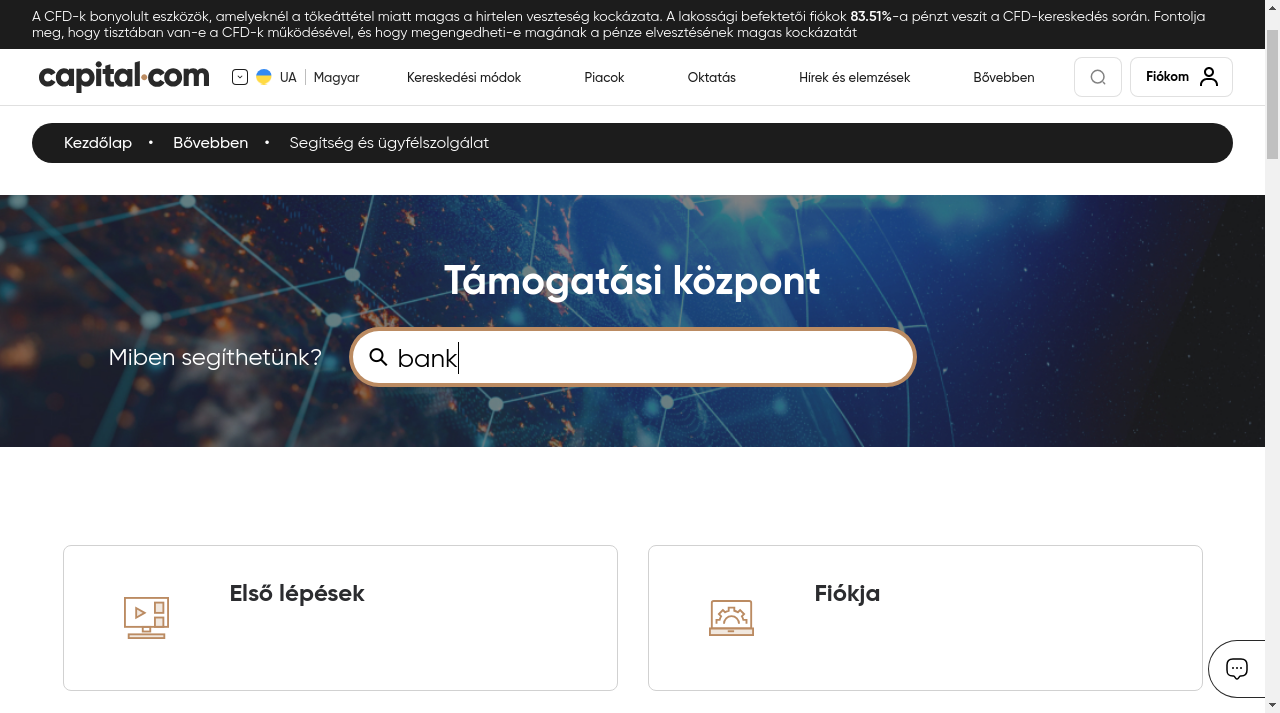 A CFD-k bonyolult eszközök, amelyeknél a tőkeáttétel miatt magas a hirtelen veszteség kockázata. A lakossági befektetői fiókok 83.51%-a pénzt veszít a CFD-kereskedés során. Fontolja
meg, hogy tisztában van-e a CFD-k működésével, és hogy megengedheti-e magának a pénze elvesztésének magas kockázatát
capital.com UA Magyar Kereskedési módok Piacok Oktatás Hírek és elemzések Bővebben Fiókom
Kezdőlap • Bővebben • Segítség és ügyfélszolgálat
Támogatási központ
Miben segíthetünk? bank
Első lépések Fiókja